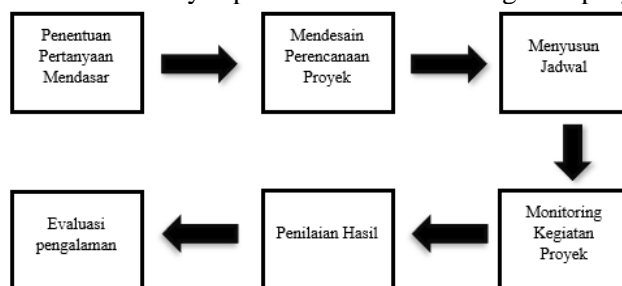 Penentuan
Pertanyaan
Mendasar
Mendesain
Perencanaan
Proyek
Menyusun
Jadwal
Monitoring
Kegiatan
Proyek
Penilaian Hasil
Evaluasi
pengalaman